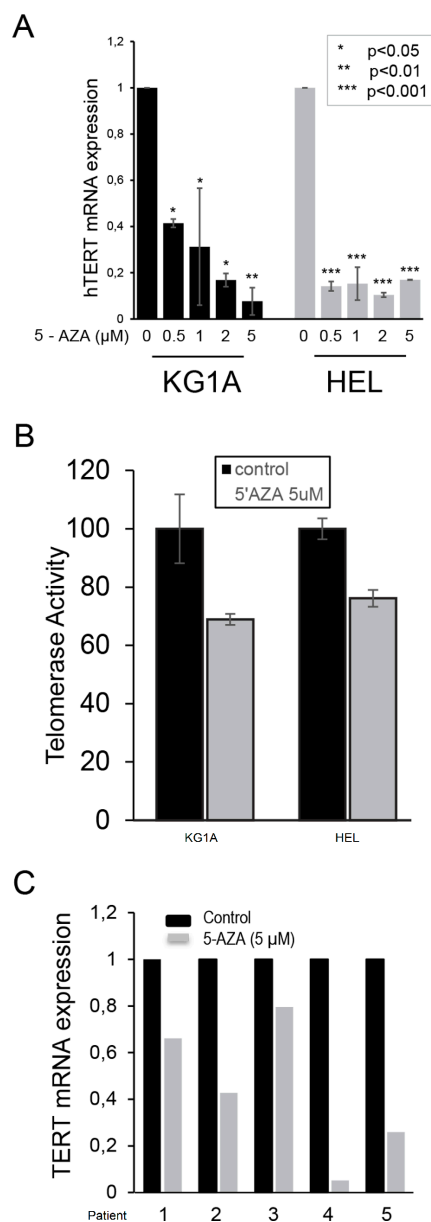 A
hTERT mRNA expression
1,2
1
0,8
0,6
0,4
0,2
0
* p<0.05
** p<0.01
*** p<0.001
* * * ** *** *** *** ***
5 - AZA (µM) 0 0.5 1 2 5 0 0.5 1 2 5
KG1A HEL
B
Telomerase Activity
120
100
80
60
40
20
0
control
5'AZA 5uM
KG1A HEL
C
TERT mRNA expression
1,2
1
0,8
0,6
0,4
0,2
0
Control
5-AZA (5 µM)
Patient 1 2 3 4 5